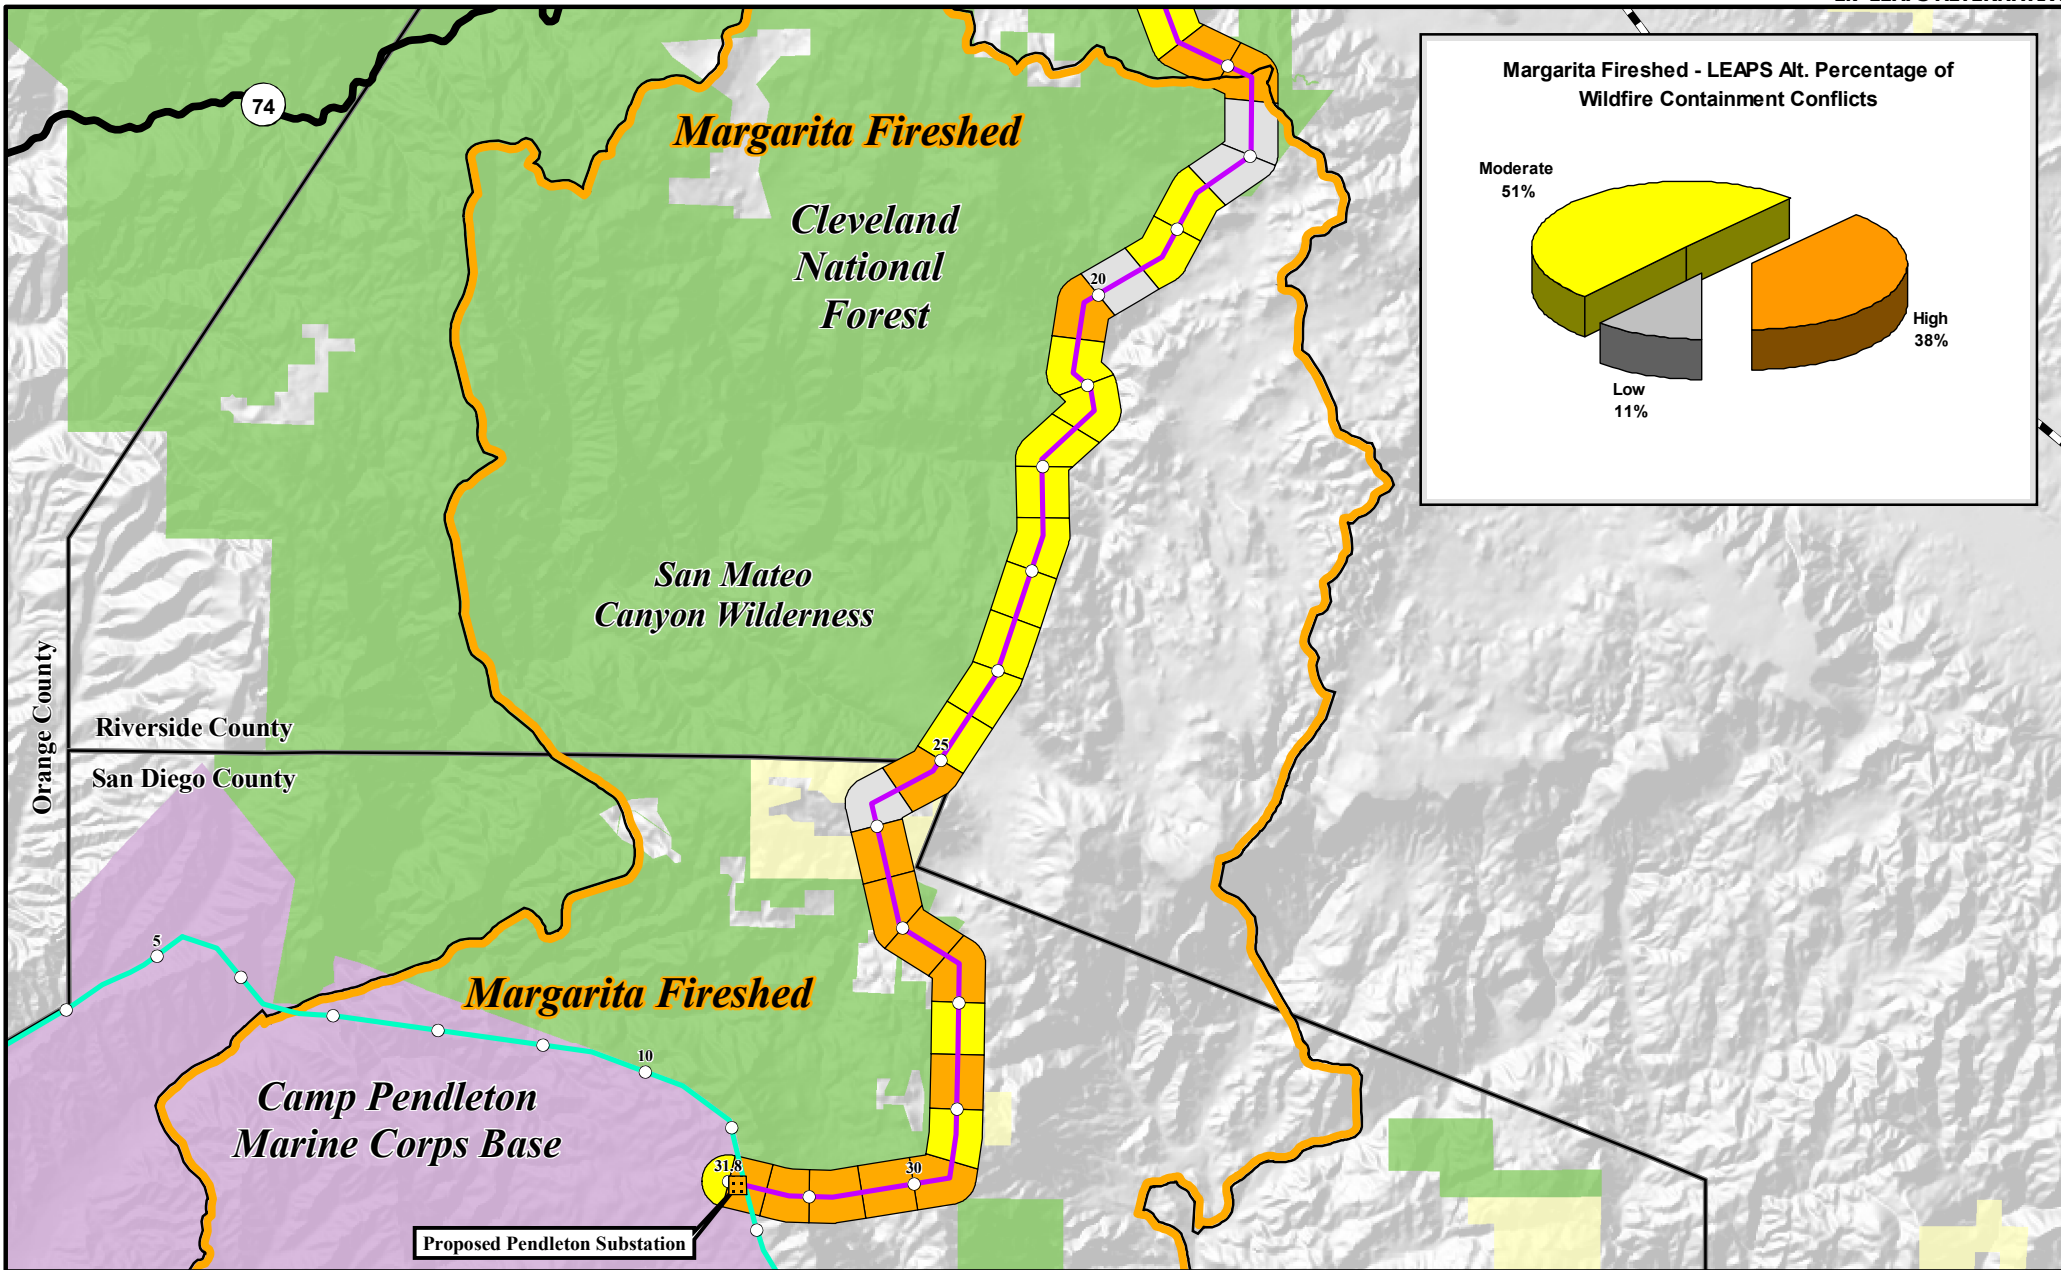 Margarita Fireshed - LEAPS Alt. Percentage of
Wildfire Containment Conflicts
Moderate
51%
High
38%
Low
11%
74
Margarita Fireshed
Cleveland
National
Forest
20
San Mateo
Canyon Wilderness
Orange County
Riverside County
San Diego County
25
5
Margarita Fireshed
10
Camp Pendleton
Marine Corps Base
31.8
30
Proposed Pendleton Substation